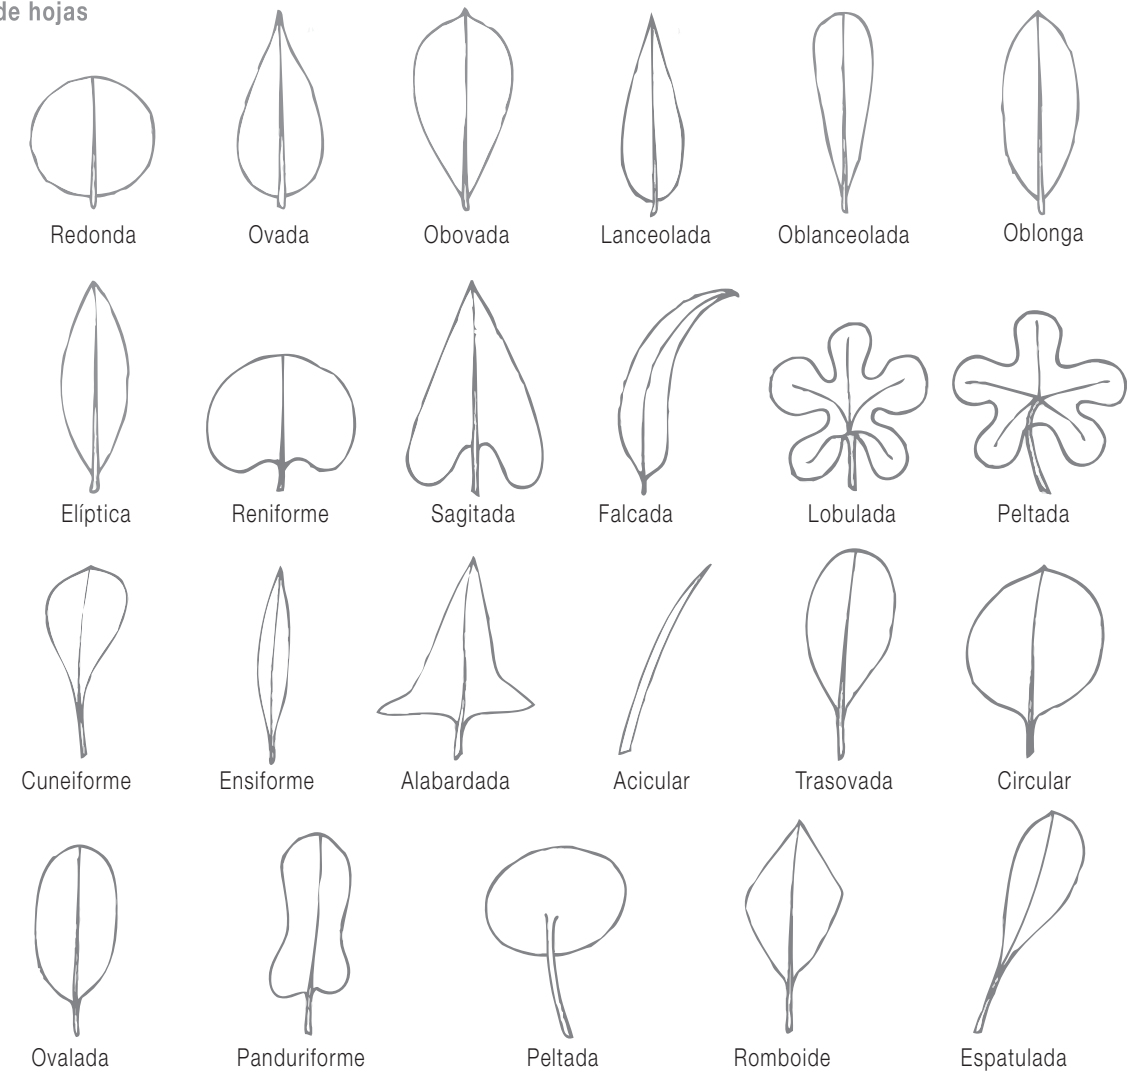 de hojas
Redonda Ovada Obovada Lanceolada Oblanceolada Oblonga
Elíptica Reniforme Sagitada Falcada Lobulada Peltada
Cuneiforme Ensiforme Alabardada Acicular Trasovada Circular
Ovalada Panduriforme Peltada Romboide Espatulada